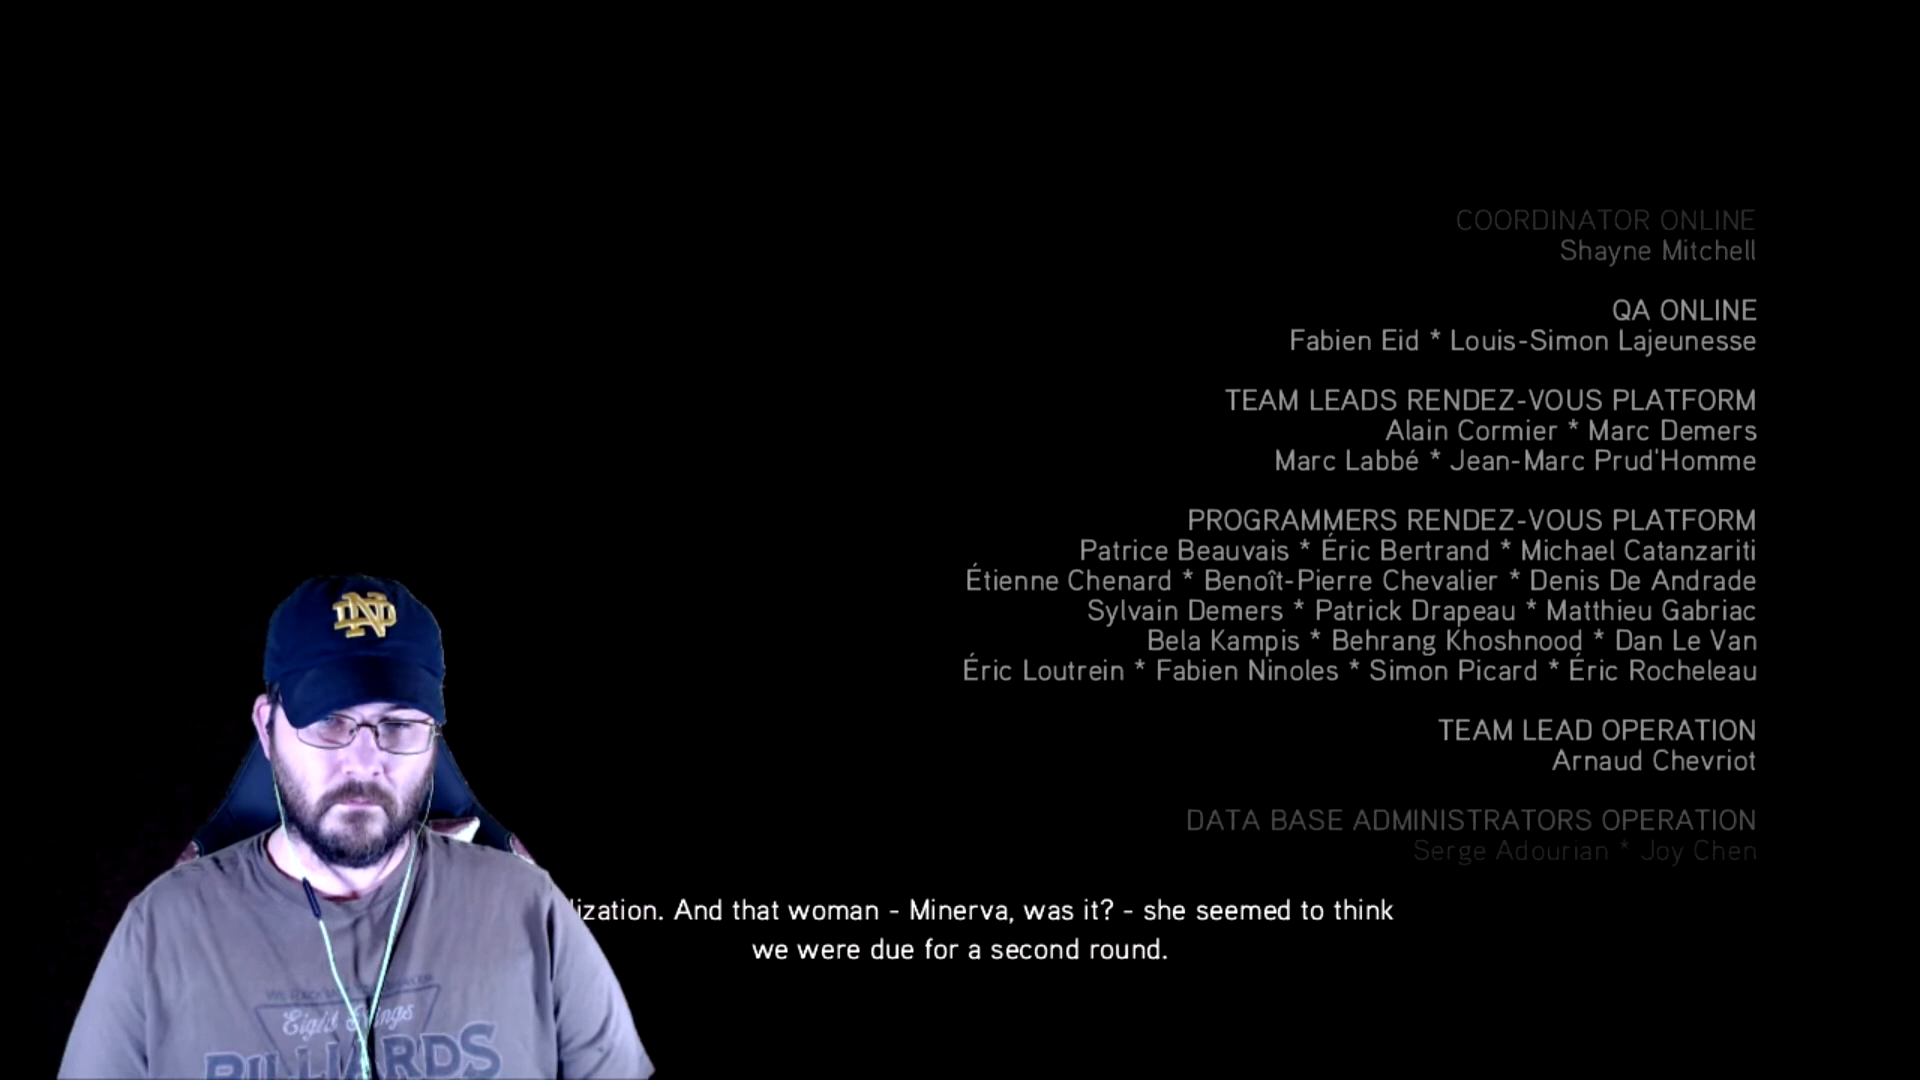 COORDINATOR ONLINE
Shayne Mitchell
QA ONLINE
Fabien Eid * Louis-Simon Lajeunesse
TEAM LEADS RENDEZ-VOUS PLATFORM
Alain Cormier * Marc Demers
Marc Labbé * Jean-Marc Prud'Homme
PROGRAMMERS RENDEZ-VOUS PLATFORM
Patrice Beauvais * Éric Bertrand * Michael Catanzariti
Étienne Chenard * Benoît-Pierre Chevalier * Denis De Andrade
Sylvain Demers * Patrick Drapeau * Matthieu Gabriac
Bela Kampis * Behrang Khoshnood * Dan Le Van
Éric Loutrein * Fabien Ninoles * Simon Picard * Éric Rocheleau
TEAM LEAD OPERATION
Arnaud Chevriot
DATA BASE ADMINISTRATORS OPERATION
Serge Adourian * Joy Chen
lization. And that woman - Minerva, was it? - she seemed to think
we were due for a second round.
ND
Eight
BILLIARDS